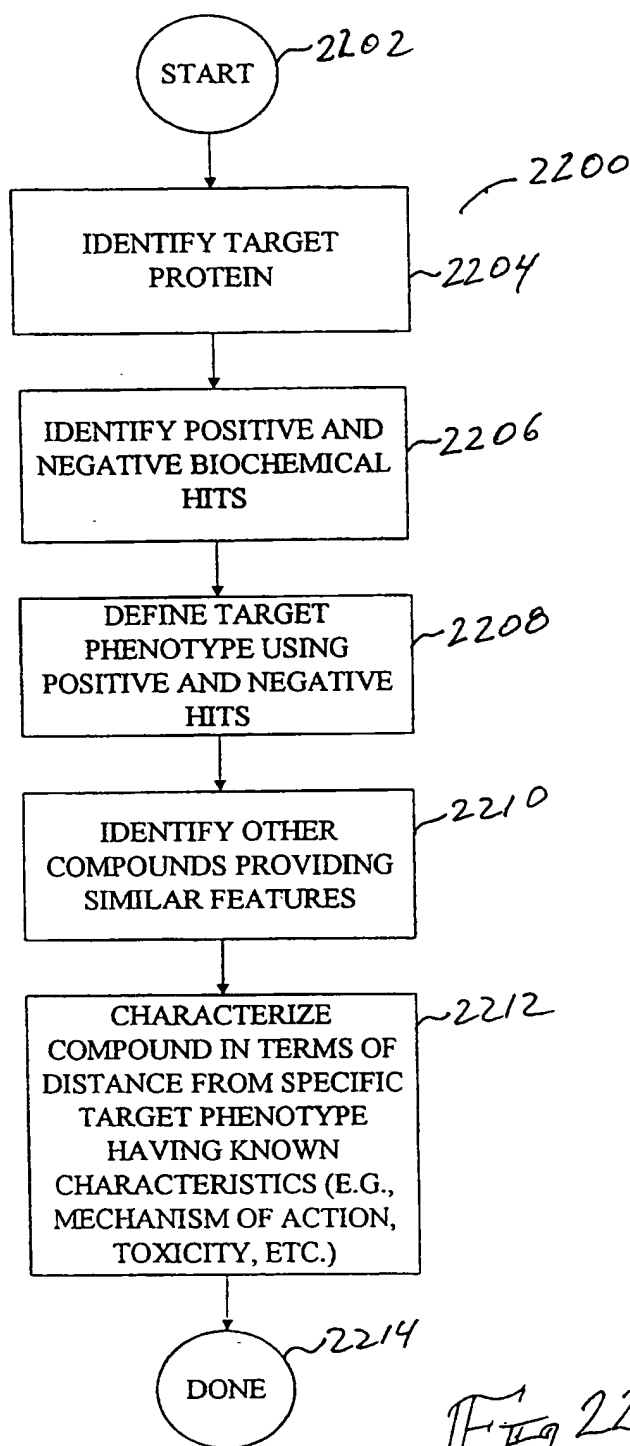 START
2202
2200
IDENTIFY TARGET
PROTEIN
2204
IDENTIFY POSITIVE AND
NEGATIVE BIOCHEMICAL
HITS
2206
DEFINE TARGET
PHENOTYPE USING
POSITIVE AND NEGATIVE
HITS
2208
IDENTIFY OTHER
COMPOUNDS PROVIDING
SIMILAR FEATURES
2210
CHARACTERIZE
COMPOUND IN TERMS OF
DISTANCE FROM SPECIFIC
TARGET PHENOTYPE
HAVING KNOWN
CHARACTERISTICS (E.G.,
MECHANISM OF ACTION,
TOXICITY, ETC.)
2212
DONE
2214
Fig 22